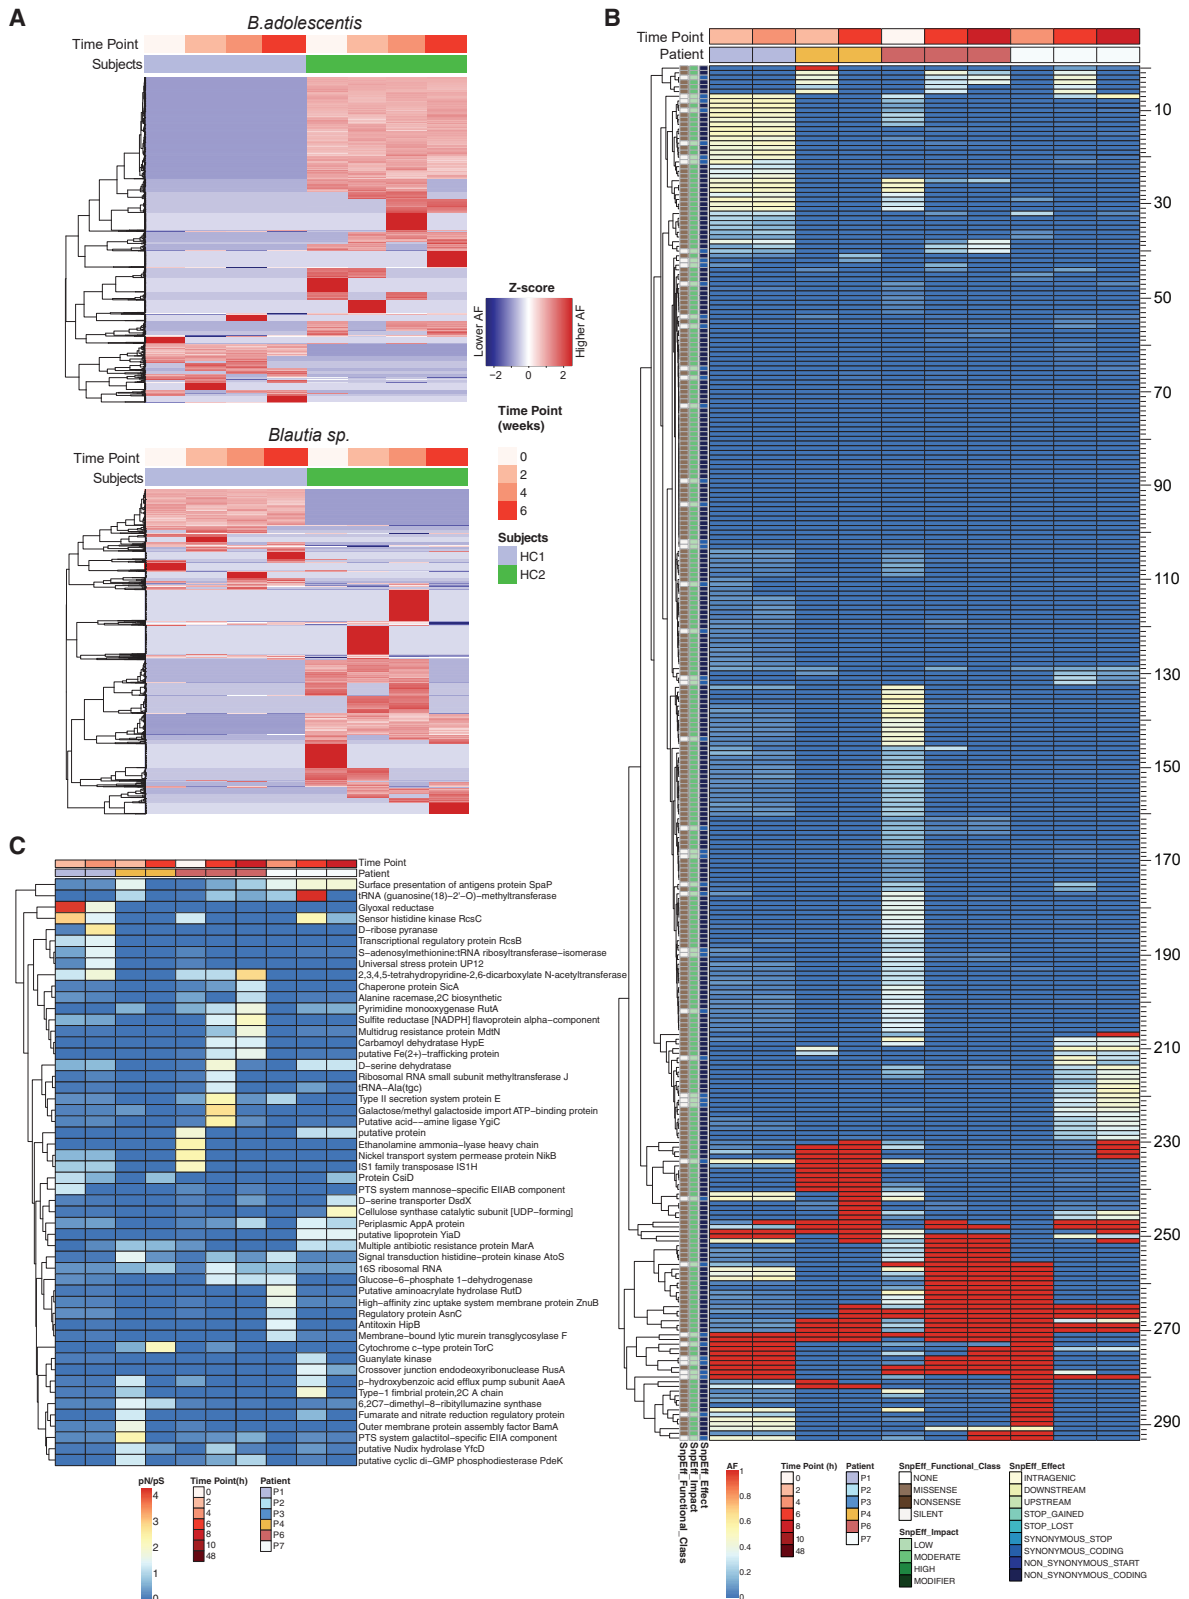 A
B.adolescentis
Time Point
Subjects
Z-score
Lower AF
Higher AF
−2
0
2
Time Point
(weeks)
0
2
4
6
Subjects
HC1
HC2
Blautia sp.
Time Point
Subjects
B
Time Point
Patient
10
30
50
70
90
110
130
150
170
190
210
230
250
270
290
SnpEff_Functional_Class
SnpEff_Impact
SnpEff_Effect
AF
1
0.8
0.6
0.4
0.2
0
Time Point (h)
0
2
4
6
8
10
48
Patient
P1
P2
P3
P4
P6
P7
SnpEff_Functional_Class
NONE
MISSENSE
NONSENSE
SILENT
SnpEff_Impact
LOW
MODERATE
HIGH
MODIFIER
SnpEff_Effect
INTRAGENIC
DOWNSTREAM
UPSTREAM
STOP_GAINED
STOP_LOST
SYNONYMOUS_STOP
SYNONYMOUS_CODING
NON_SYNONYMOUS_START
NON_SYNONYMOUS_CODING
C
Time Point
Patient
Surface presentation of antigens protein SpaP
tRNA (guanosine(18)−2'−O)−methyltransferase
Glyoxal reductase
Sensor histidine kinase RcsC
D−ribose pyranase
Transcriptional regulatory protein RcsB
S−adenosylmethionine:tRNA ribosyltransferase−isomerase
Universal stress protein UP12
2,3,4,5−tetrahydropyridine−2,6−dicarboxylate N−acetyltransferase
Chaperone protein SicA
Alanine racemase,2C biosynthetic
Pyrimidine monooxygenase RutA
Sulfite reductase [NADPH] flavoprotein alpha−component
Multidrug resistance protein MdtN
Carbamoyl dehydratase HypE
putative Fe(2+)−trafficking protein
D−serine dehydratase
Ribosomal RNA small subunit methyltransferase J
tRNA−Ala(tgc)
Type II secretion system protein E
Galactose/methyl galactoside import ATP−binding protein
Putative acid−−amine ligase YgiC
putative protein
Ethanolamine ammonia−lyase heavy chain
Nickel transport system permease protein NikB
IS1 family transposase IS1H
Protein CsiD
PTS system mannose−specific EIIAB component
D−serine transporter DsdX
Cellulose synthase catalytic subunit [UDP−forming]
Periplasmic AppA protein
putative lipoprotein YiaD
Multiple antibiotic resistance protein MarA
Signal transduction histidine−protein kinase AtoS
16S ribosomal RNA
Glucose−6−phosphate 1−dehydrogenase
Putative aminoacrylate hydrolase RutD
High−affinity zinc uptake system membrane protein ZnuB
Regulatory protein AsnC
Antitoxin HipB
Membrane−bound lytic murein transglycosylase F
Cytochrome c−type protein TorC
Guanylate kinase
Crossover junction endodeoxyribonuclease RusA
p−hydroxybenzoic acid efflux pump subunit AaeA
Type−1 fimbrial protein,2C A chain
6,2C7−dimethyl−8−ribityllumazine synthase
Fumarate and nitrate reduction regulatory protein
Outer membrane protein assembly factor BamA
PTS system galactitol−specific EIIA component
putative Nudix hydrolase YfcD
putative cyclic di−GMP phosphodiesterase PdeK
pN/pS
4
3
2
1
0
Time Point(h)
0
2
4
6
8
10
48
Patient
P1
P2
P3
P4
P6
P7